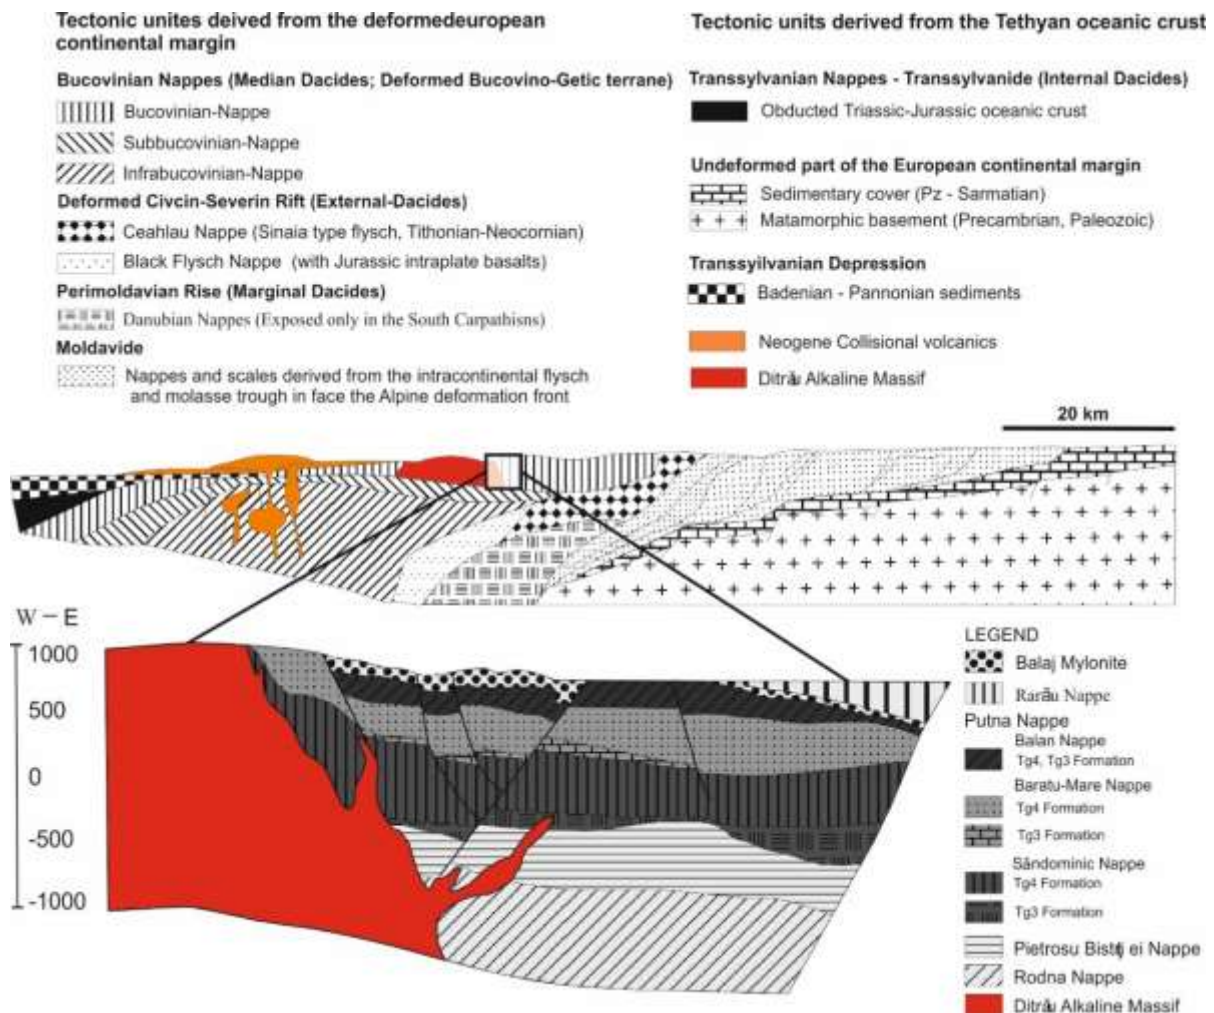 Tectonic unites deived from the deformedeuropean
continental margin
Bucovinian Nappes (Median Dacides; Deformed Bucovino-Getic terrane)
Bucovinian-Nappe
Subbucovinian-Nappe
Infrabucovinian-Nappe
Deformed Civcin-Severin Rift (External-Dacides)
Ceahlau Nappe (Sinaia type flysch, Tithonian-Neocornian)
Black Flysch Nappe (with Jurassic intraplate basalts)
Perimoldavian Rise (Marginal Dacides)
Danubian Nappes (Exposed only in the South Carpathisns)
Moldavide
Nappes and scales derived from the intracontinental flysch
and molasse trough in face the Alpine deformation front
Tectonic units derived from the Tethyan oceanic crust
Transsylvanian Nappes - Transsylvanide (Internal Dacides)
Obducted Triassic-Jurassic oceanic crust
Undeformed part of the European continental margin
Sedimentary cover (Pz - Sarmatian)
Matamorphic basement (Precambrian, Paleozoic)
Transsyilvanian Depression
Badenian - Pannonian sediments
Neogene Collisional volcanics
Ditrău Alkaline Massif
20 km
W – E
1000
500
0
-500
-1000
LEGEND
Balaj Mylonite
Rarău Nappe
Putna Nappe
Balan Nappe
Tg4, Tg3 Formation
Baratu-Mare Nappe
Tg4 Formation
Tg3 Formation
Săndominic Nappe
Tg4 Formation
Tg3 Formation
Pietrosu Bistţ ei Nappe
Rodna Nappe
Ditrău Alkaline Massif